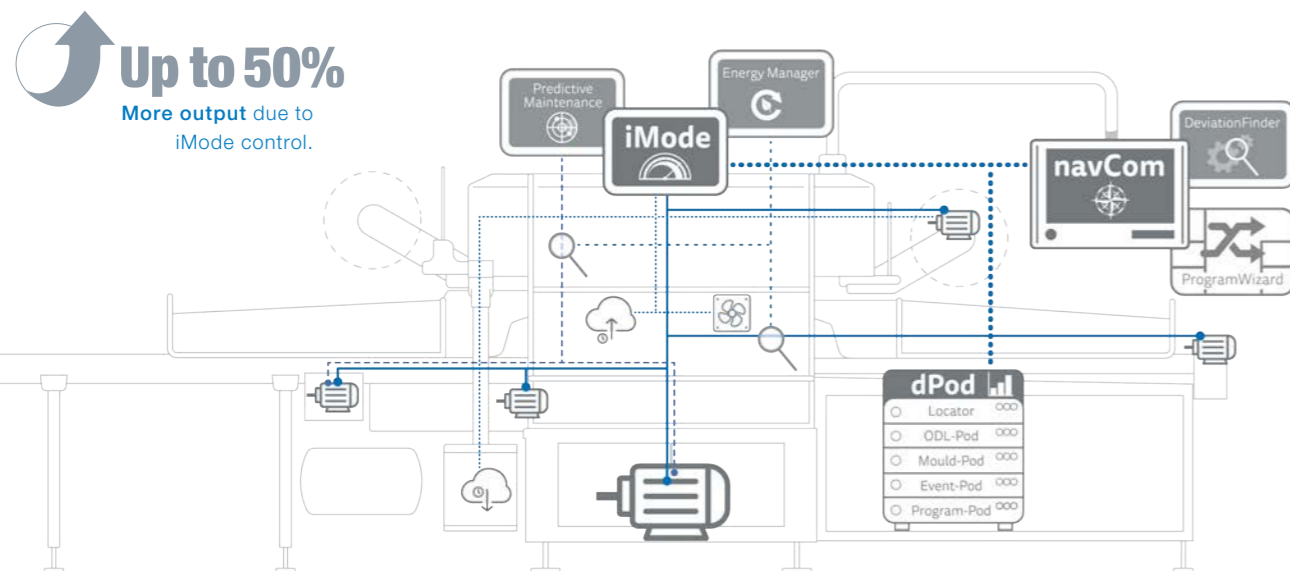 Up to 50%
More output due to
iMode control.
Predictive
Maintenance
iMode
Energy Manager
navCom
DeviationFinder
ProgramWizard
dPod
Locator
ODL-Pod
Mould-Pod
Event-Pod
Program-Pod